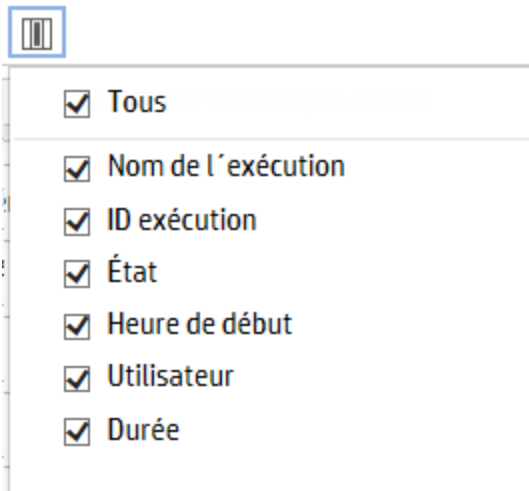 Tous
Nom de l´exécution
ID exécution
État
Heure de début
Utilisateur
Durée